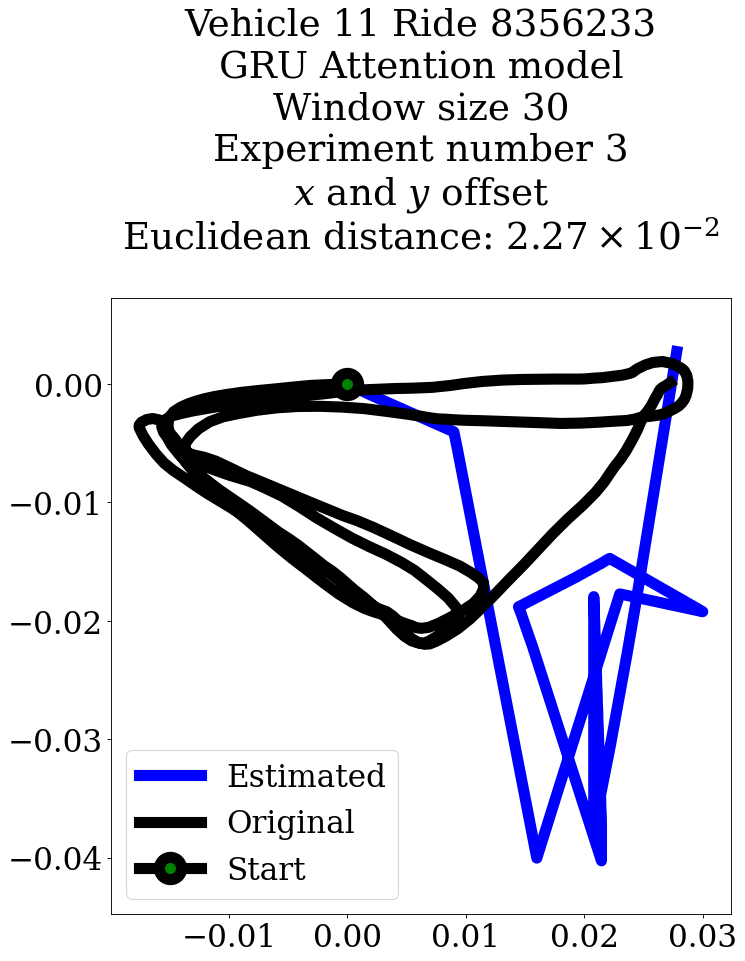 Vehicle 11 Ride 8356233
GRU Attention model
Window size 30
Experiment number 3
x and y offset
Euclidean distance: 2.27 × 10⁻²
0.00
−0.01
−0.02
−0.03
−0.04
Estimated
Original
Start
−0.01 0.00 0.01 0.02 0.03